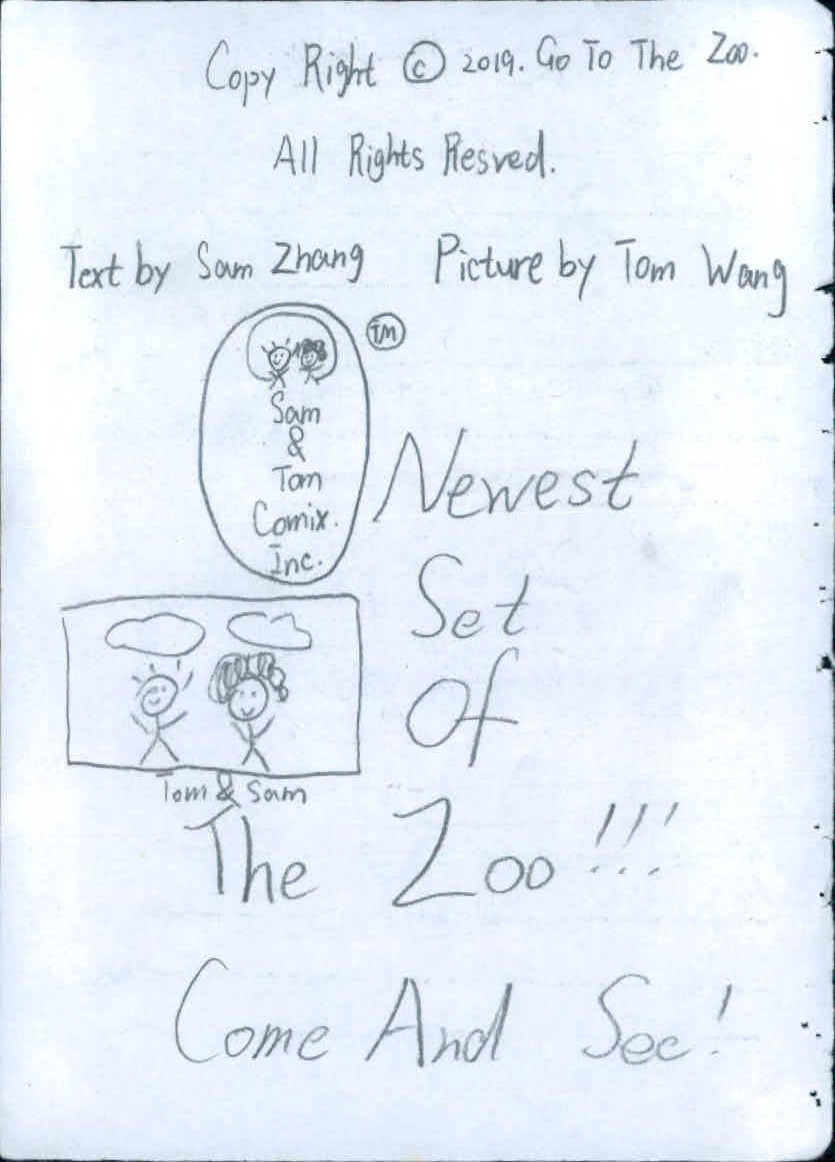 Copy Right © 2019. Go To The Zoo.
All Rights Resved.
Text by Sam Zhang
Picture by Tom Wang
TM
Sam
&
Tom
Comix.
Inc.
Newest
Set
Of
Tom & Sam
The Zoo!!!
Come And See!